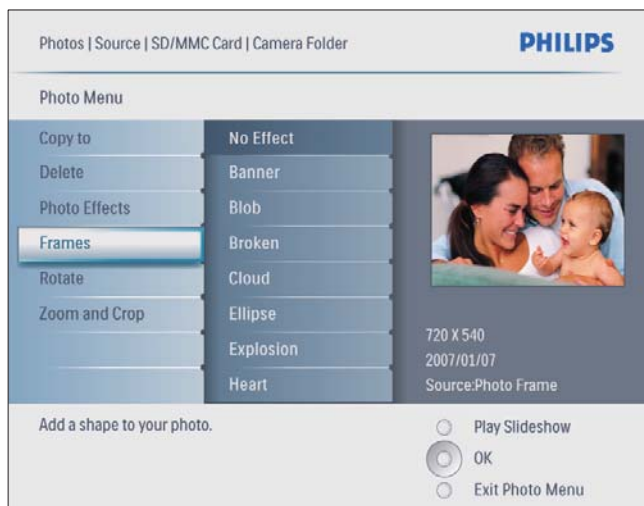 Photos | Source | SD/MMC Card | Camera Folder
PHILIPS
Photo Menu
Copy to
Delete
Photo Effects
Frames
Rotate
Zoom and Crop
No Effect
Banner
Blob
Broken
Cloud
Ellipse
Explosion
Heart
720 X 540
2007/01/07
Source:Photo Frame
Add a shape to your photo.
Play Slideshow
OK
Exit Photo Menu